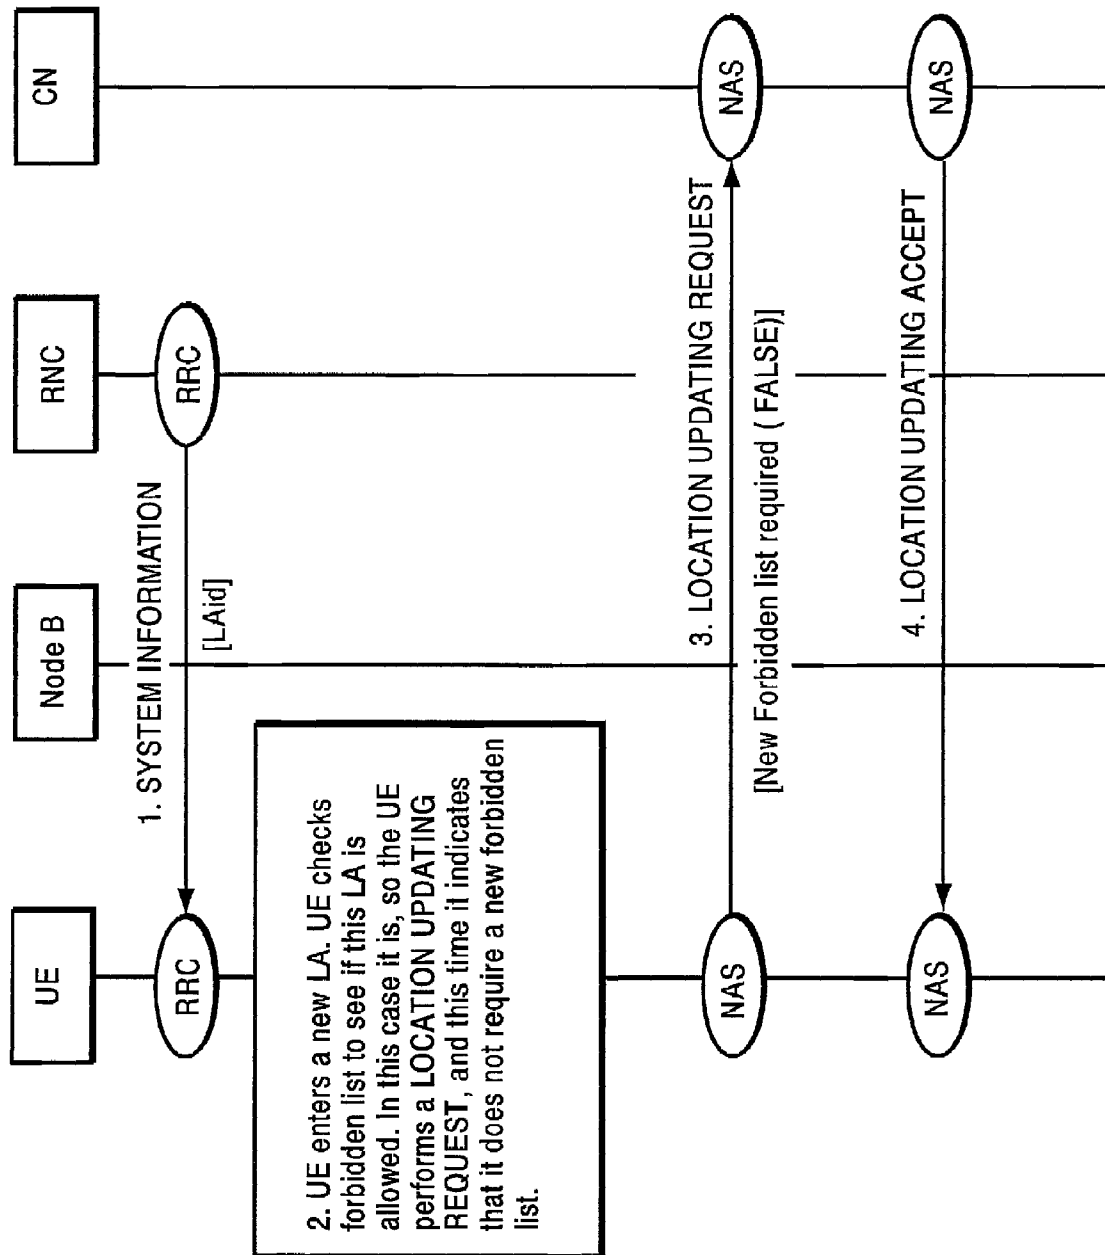 UE
Node B
RNC
CN
1. SYSTEM INFORMATION
RRC
RRC
[LAid]
2. UE enters a new LA. UE checks
forbidden list to see if this LA is
allowed. In this case it is, so the UE
performs a LOCATION UPDATING
REQUEST, and this time it indicates
that it does not require a new forbidden
list.
3. LOCATION UPDATING REQUEST
NAS
NAS
[New Forbidden list required ( FALSE)]
4. LOCATION UPDATING ACCEPT
NAS
NAS